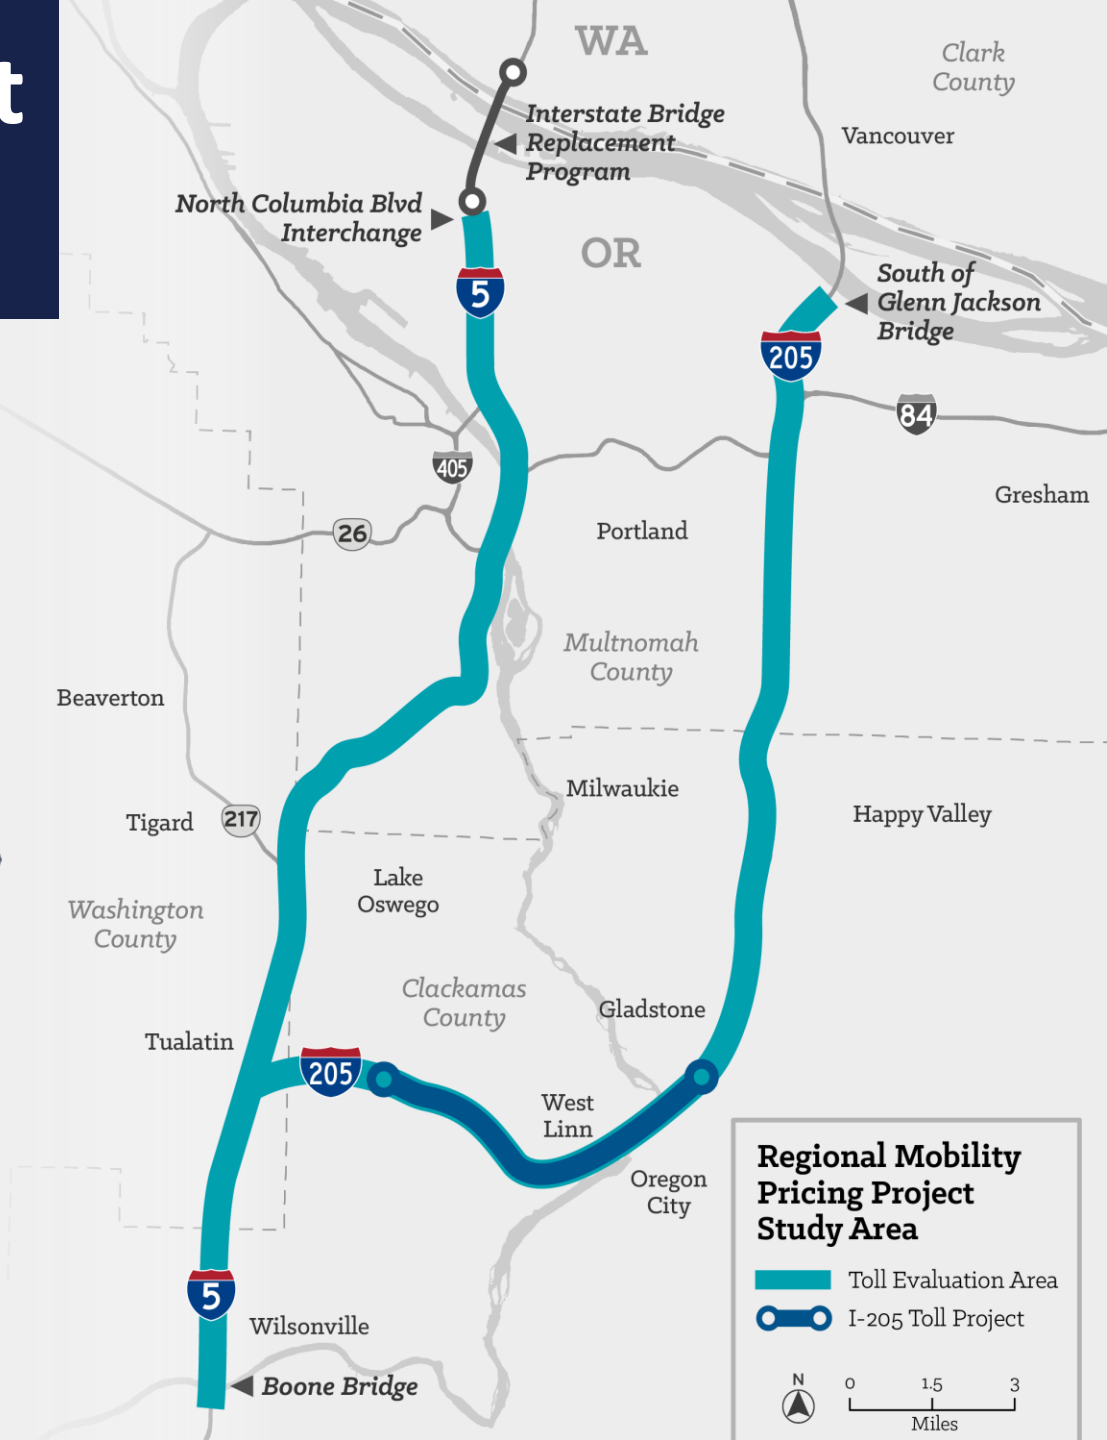 t
WA
Clark
County
Interstate Bridge
Replacement
Program
Vancouver
North Columbia Blvd
Interchange
OR
South of
Glenn Jackson
Bridge
5
205
84
405
Gresham
26
Portland
Multnomah
County
Beaverton
Milwaukie
Happy Valley
Tigard
217
Lake
Oswego
Washington
County
Clackamas
County
Gladstone
Tualatin
205
West
Linn
Oregon
City
5
Wilsonville
Boone Bridge
Regional Mobility
Pricing Project
Study Area
Toll Evaluation Area
I-205 Toll Project
N
0 1.5 3
Miles